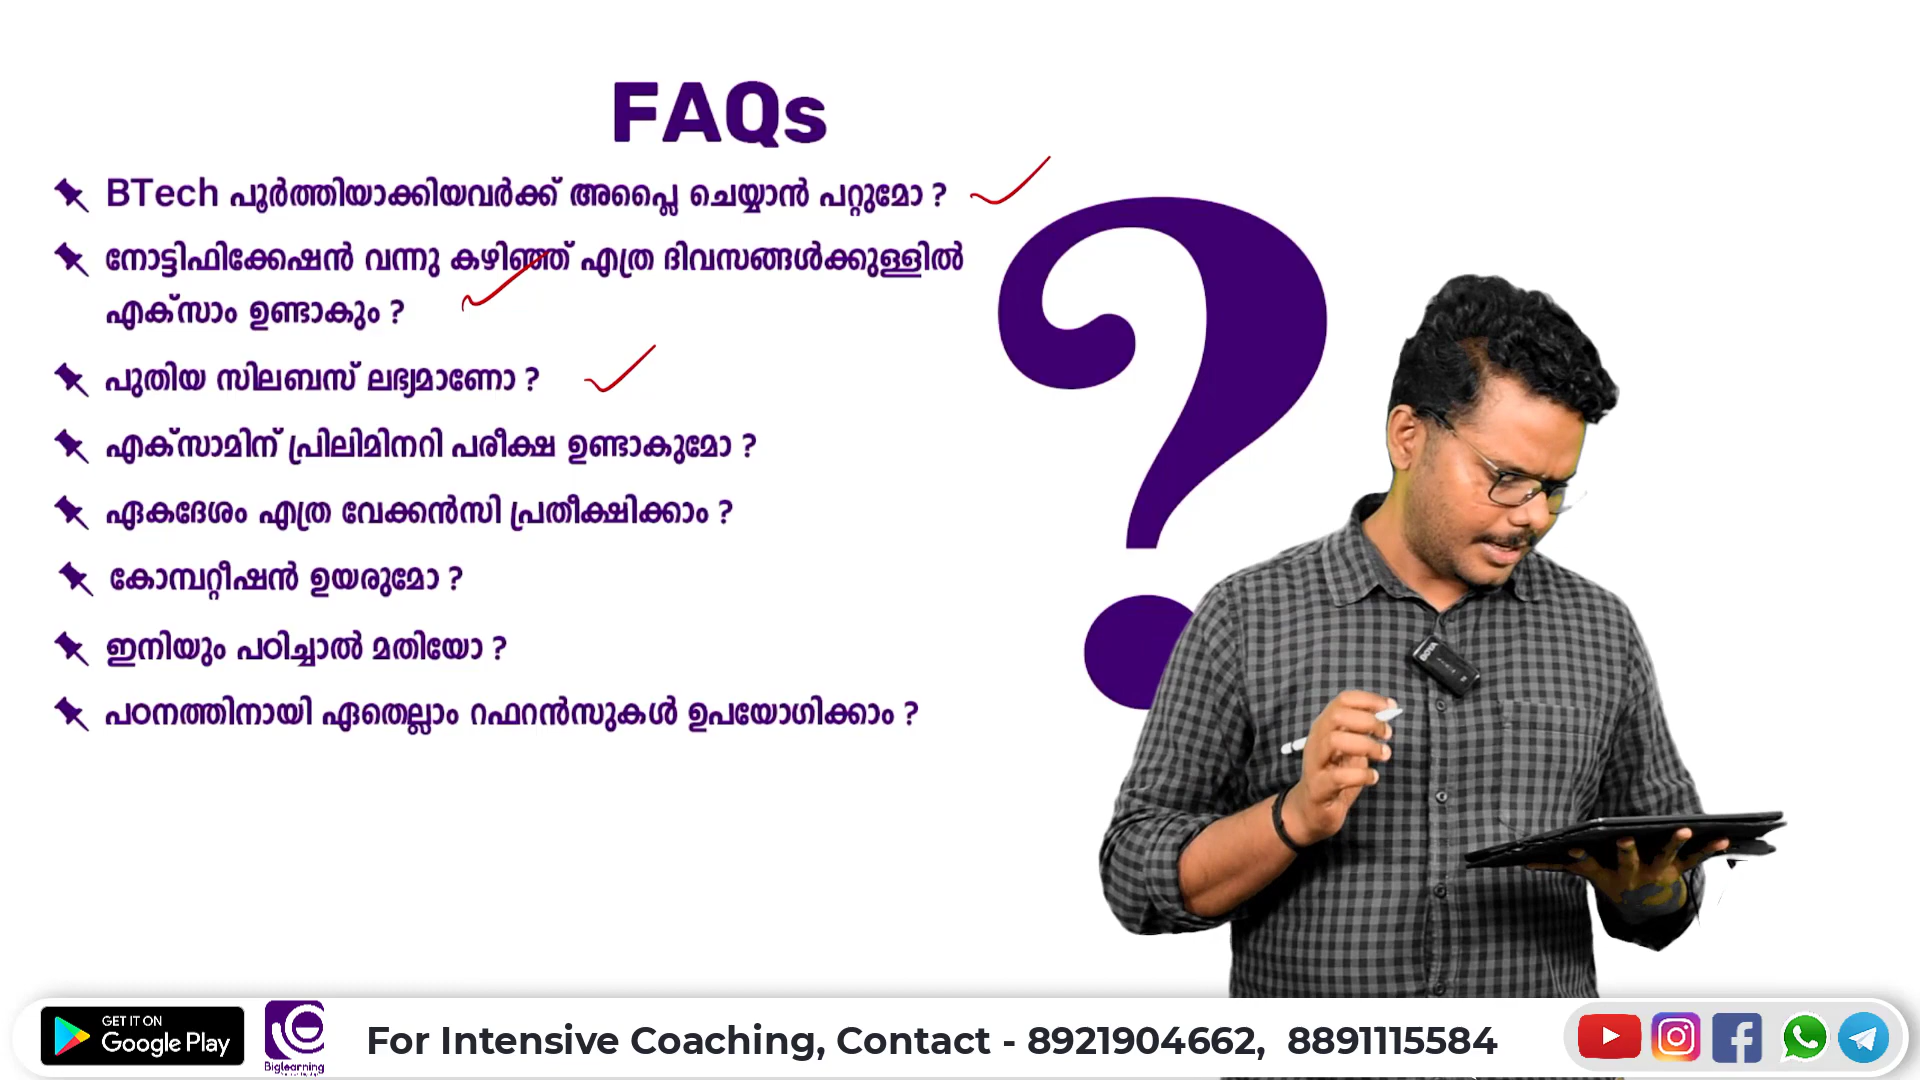 FAQs
BTech പൂർത്തിയാക്കിയവർക്ക് അപ്ലൈ ചെയ്യാൻ പറ്റുമോ ?
നോട്ടിഫിക്കേഷൻ വന്നു കഴിഞ്ഞ് എത്ര ദിവസങ്ങൾക്കുള്ളിൽ
എക്സാം ഉണ്ടാകും ?
പുതിയ സിലബസ് ലഭ്യമാണോ ?
എക്സാമിന് പ്രിലിമിനറി പരീക്ഷ ഉണ്ടാകുമോ ?
ഏകദേശം എത്ര വേക്കൻസി പ്രതീക്ഷിക്കാം ?
കോമ്പറ്റീഷൻ ഉയരുമോ ?
ഇനിയും പഠിച്ചാൽ മതിയോ ?
പഠനത്തിനായി ഏതെല്ലാം റഫറൻസുകൾ ഉപയോഗിക്കാം ?
?
BOYA
GET IT ON
Google Play
Biglearning
For Intensive Coaching, Contact - 8921904662, 8891115584